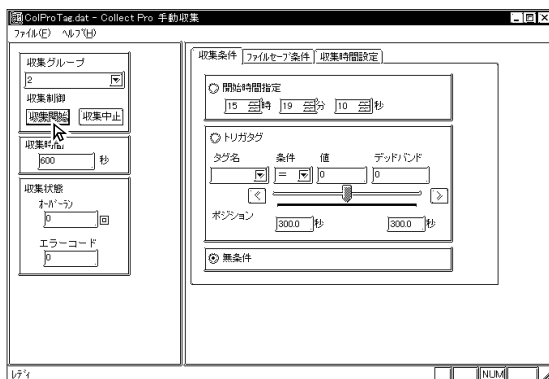 ColProTag.dat - Collect Pro 手動収集
ﾌｧｲﾙ(F) ﾍﾙﾌﾟ(H)
収集グループ
2
収集制御
収集開始 収集中止
収集時間
600 秒
収集状態
ｵｰﾊﾞｰﾗﾝ
0
エラーコード
0
収集条件 ﾌｧｲﾙｾｰﾌﾞ条件 収集時間設定
開始時間指定
15 時 19 分 10 秒
トリガタグ
タグ名 条件 値 デッドバンド
= 0 0
< >
ポジション 300.0 秒 300.0 秒
無条件
ﾚﾃﾞｨ NUM